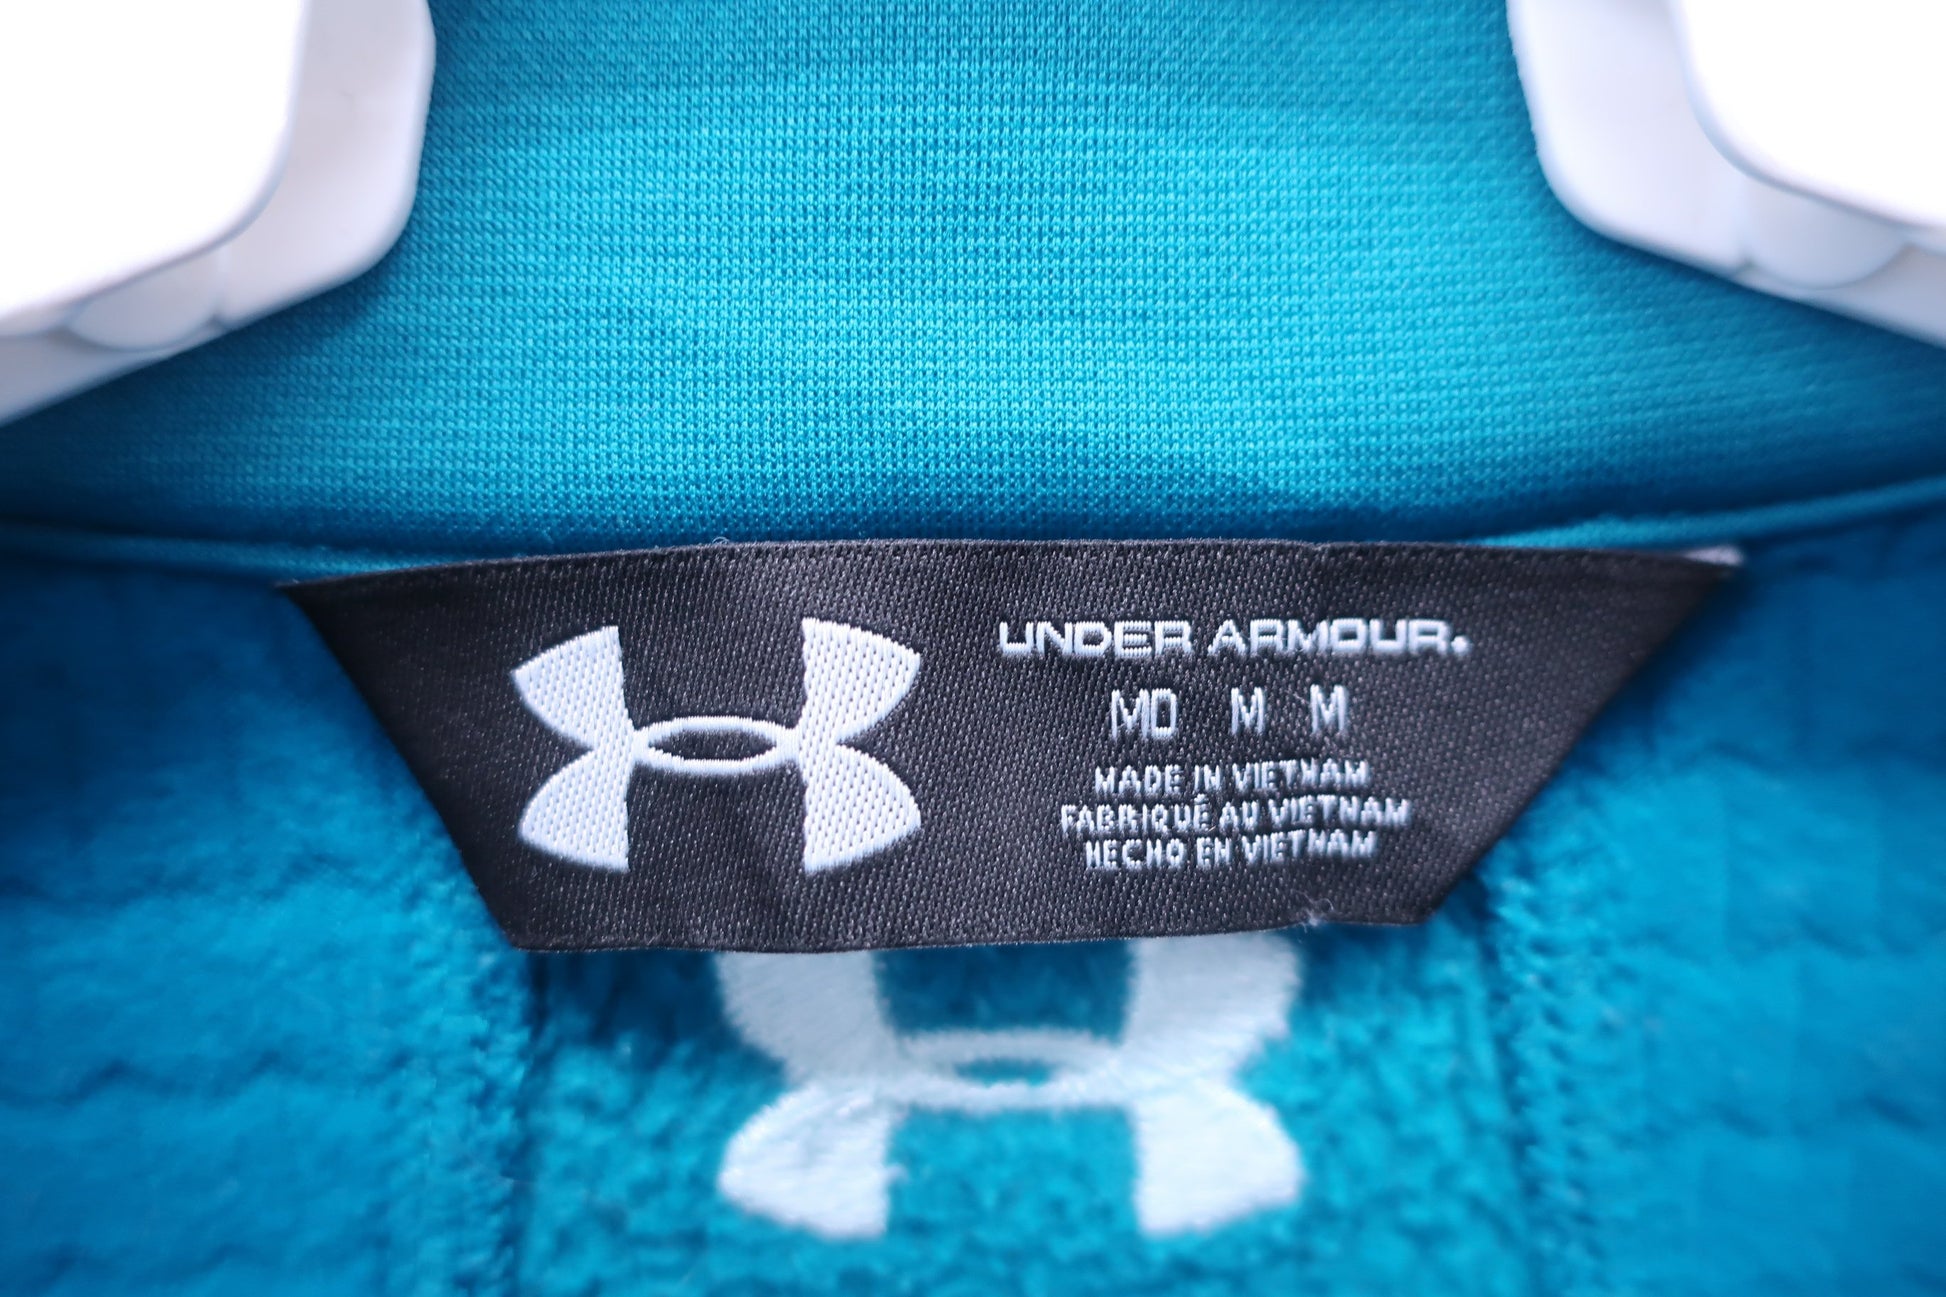 UNDER ARMOUR.
MD M M
MADE IN VIETNAM
FABRIQUÉ AU VIETNAM
HECHO EN VIETNAM